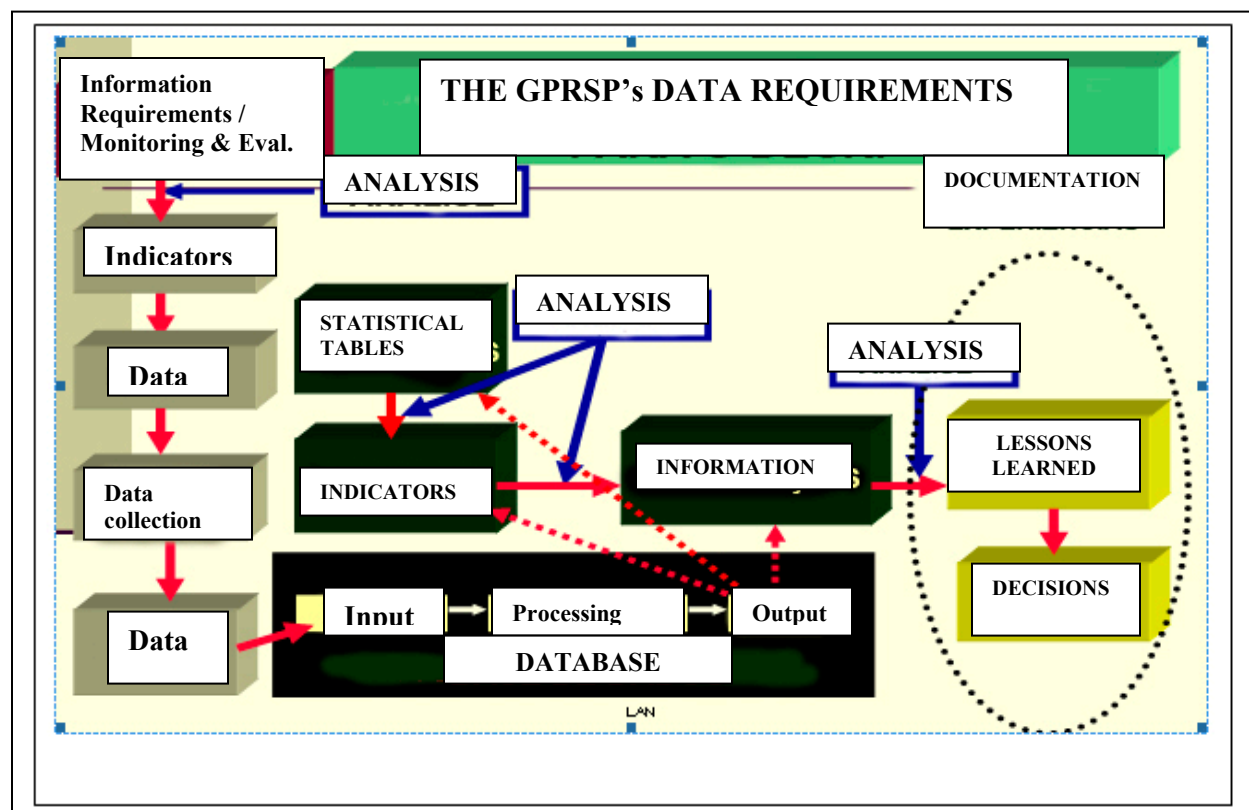 Information
Requirements /
Monitoring & Eval.
THE GPRSP's DATA REQUIREMENTS
ANALYSIS
DOCUMENTATION
Indicators
ANALYSIS
STATISTICAL
TABLES
ANALYSIS
Data
LESSONS
LEARNED
INFORMATION
INDICATORS
Data
collection
DECISIONS
Input
Processing
Output
Data
DATABASE
LAN